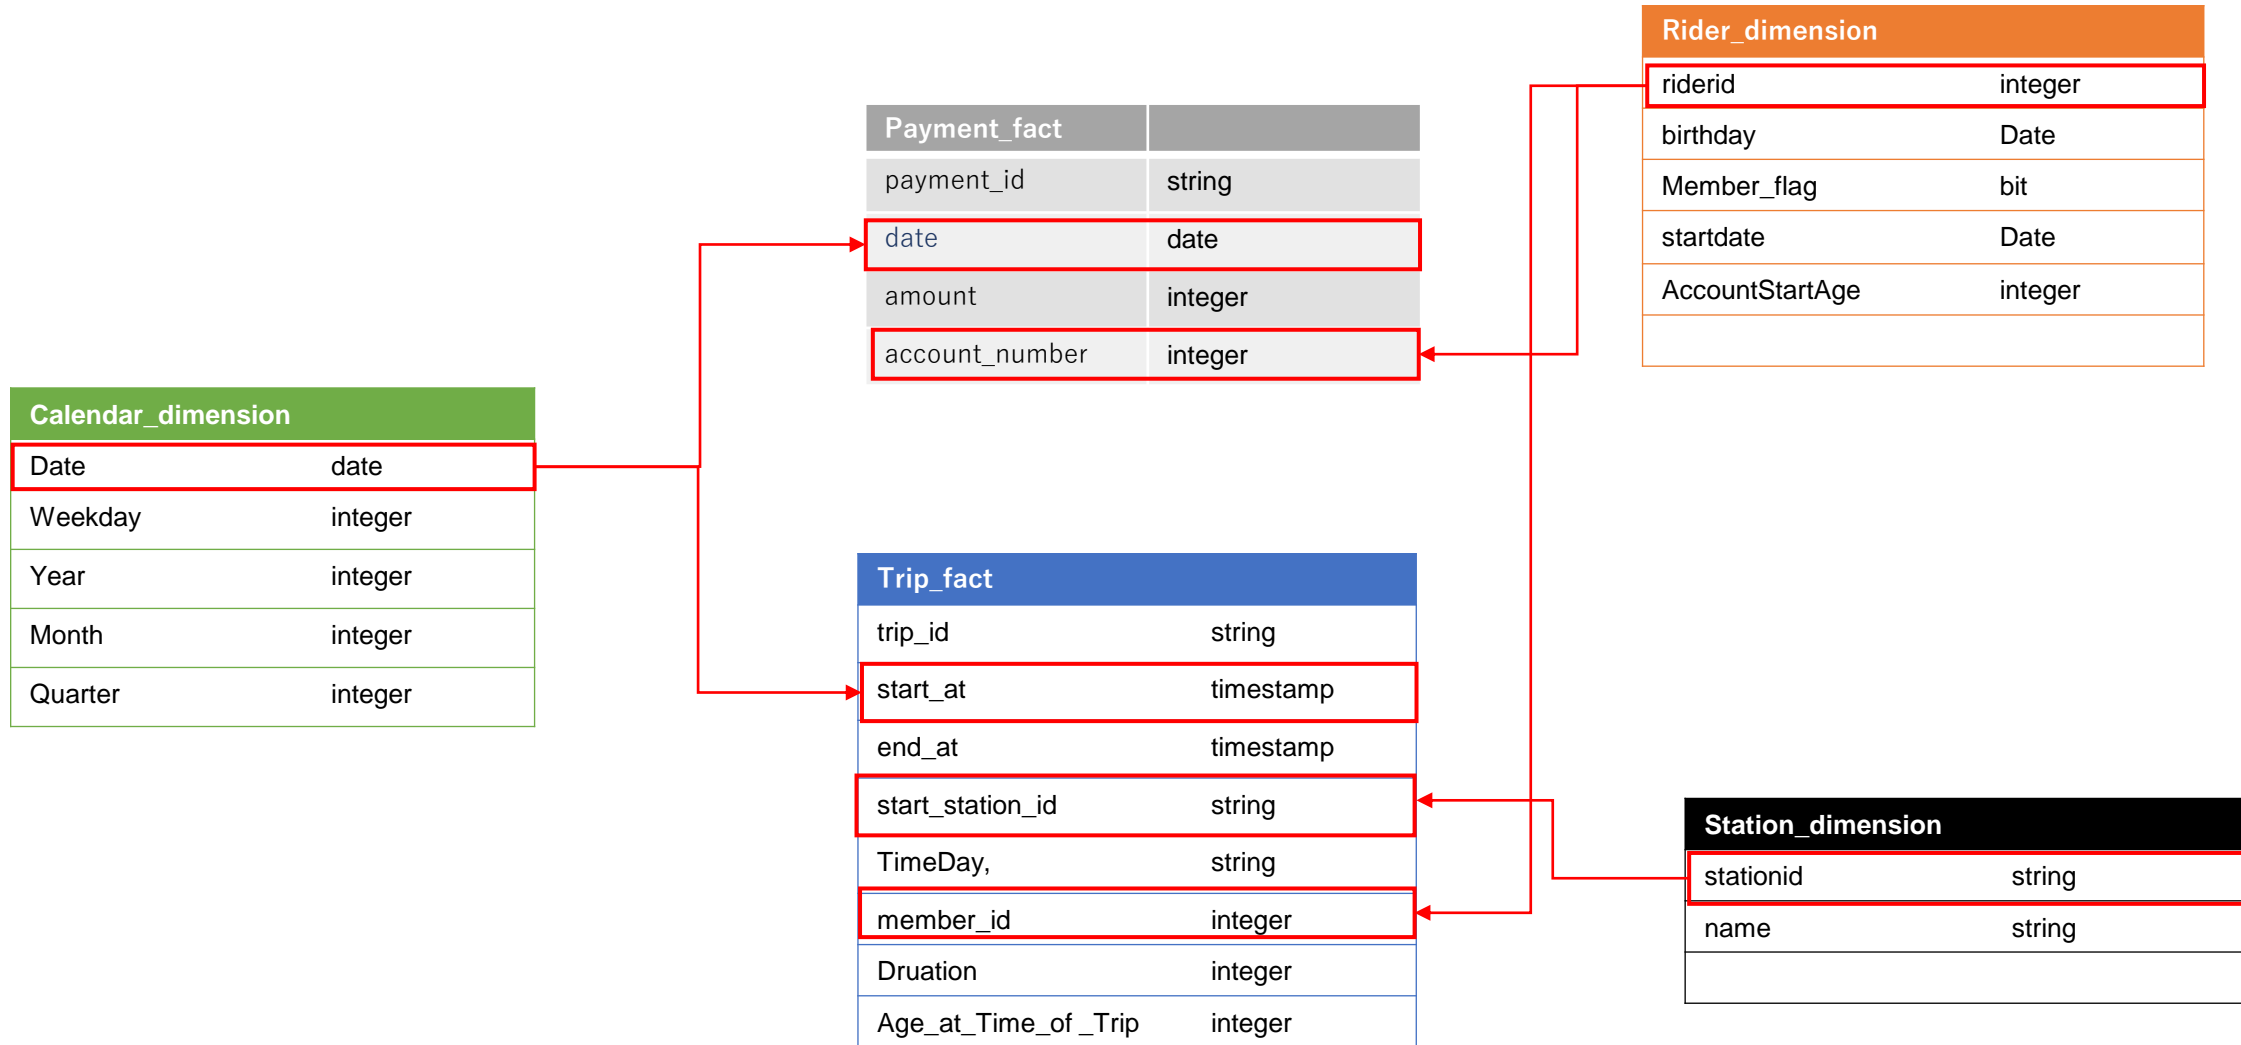 Rider_dimension
riderid integer
birthday Date
Member_flag bit
startdate Date
AccountStartAge integer
Payment_fact
payment_id string
date date
amount integer
account_number integer
Calendar_dimension
Date date
Weekday integer
Year integer
Month integer
Quarter integer
Trip_fact
trip_id string
start_at timestamp
end_at timestamp
start_station_id string
TimeDay, string
member_id integer
Druation integer
Age_at_Time_of _Trip integer
Station_dimension
stationid string
name string